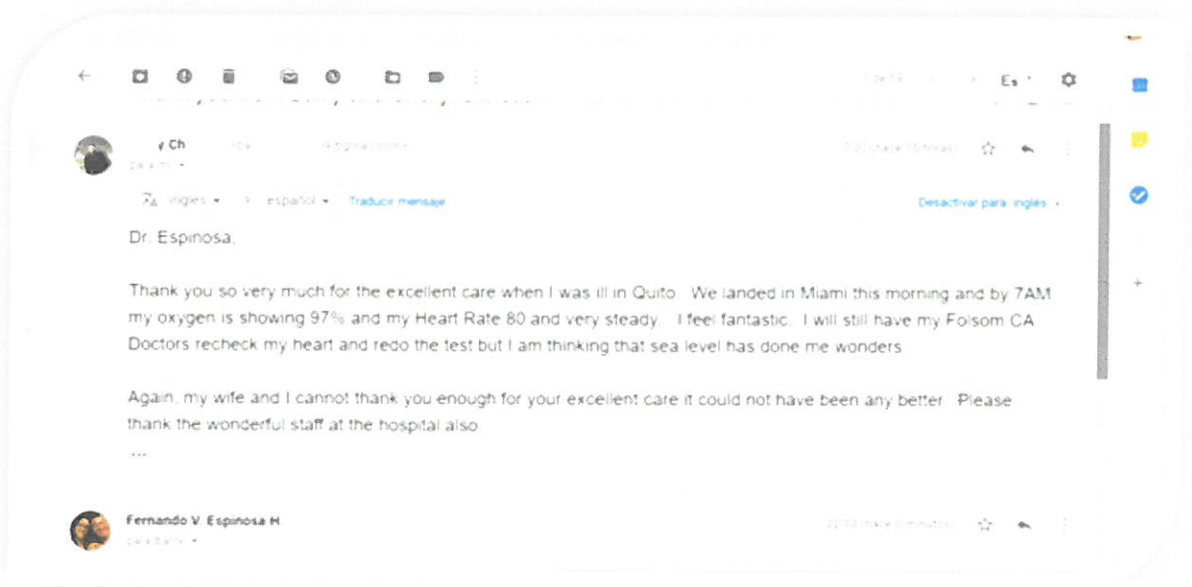 Es
Ch
inglés > español Traducir mensaje Desactivar para: inglés
Dr. Espinosa,
Thank you so very much for the excellent care when I was ill in Quito. We landed in Miami this morning and by 7AM
my oxygen is showing 97% and my Heart Rate 80 and very steady. I feel fantastic. I will still have my Folsom CA
Doctors recheck my heart and redo the test but I am thinking that sea level has done me wonders.
Again, my wife and I cannot thank you enough for your excellent care it could not have been any better. Please
thank the wonderful staff at the hospital also.
...
Fernando V. Espinosa H.